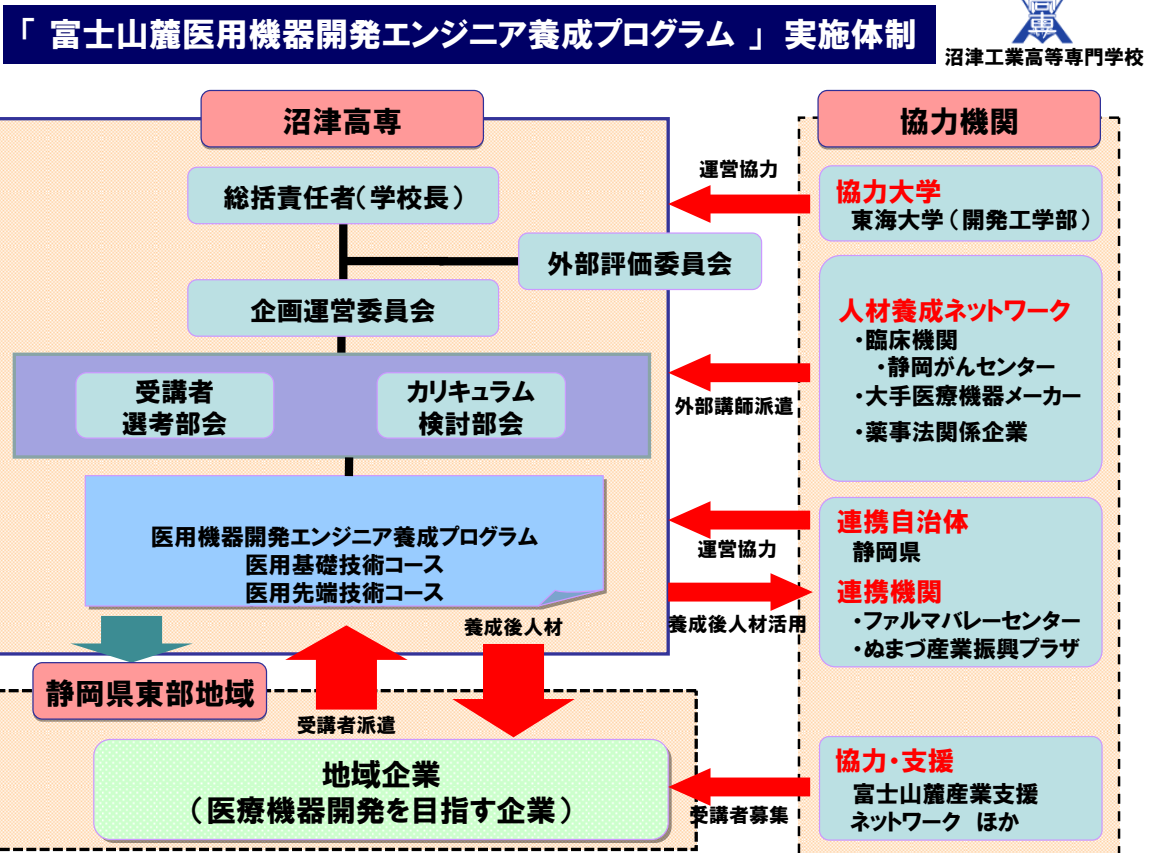 「 富士山麓医用機器開発エンジニア養成プログラム 」 実施体制
高専
沼津工業高等専門学校
沼津高専
総括責任者(学校長)
外部評価委員会
企画運営委員会
受講者
選考部会
カリキュラム
検討部会
医用機器開発エンジニア養成プログラム
医用基礎技術コース
医用先端技術コース
養成後人材
受講者派遣
静岡県東部地域
地域企業
(医療機器開発を目指す企業)
運営協力
外部講師派遣
運営協力
養成後人材活用
受講者募集
協力機関
協力大学
東海大学(開発工学部)
人材養成ネットワーク
・臨床機関
・静岡がんセンター
・大手医療機器メーカー
・薬事法関係企業
連携自治体
静岡県
連携機関
・ファルマバレーセンター
・ぬまづ産業振興プラザ
協力・支援
富士山麓産業支援
ネットワーク ほか